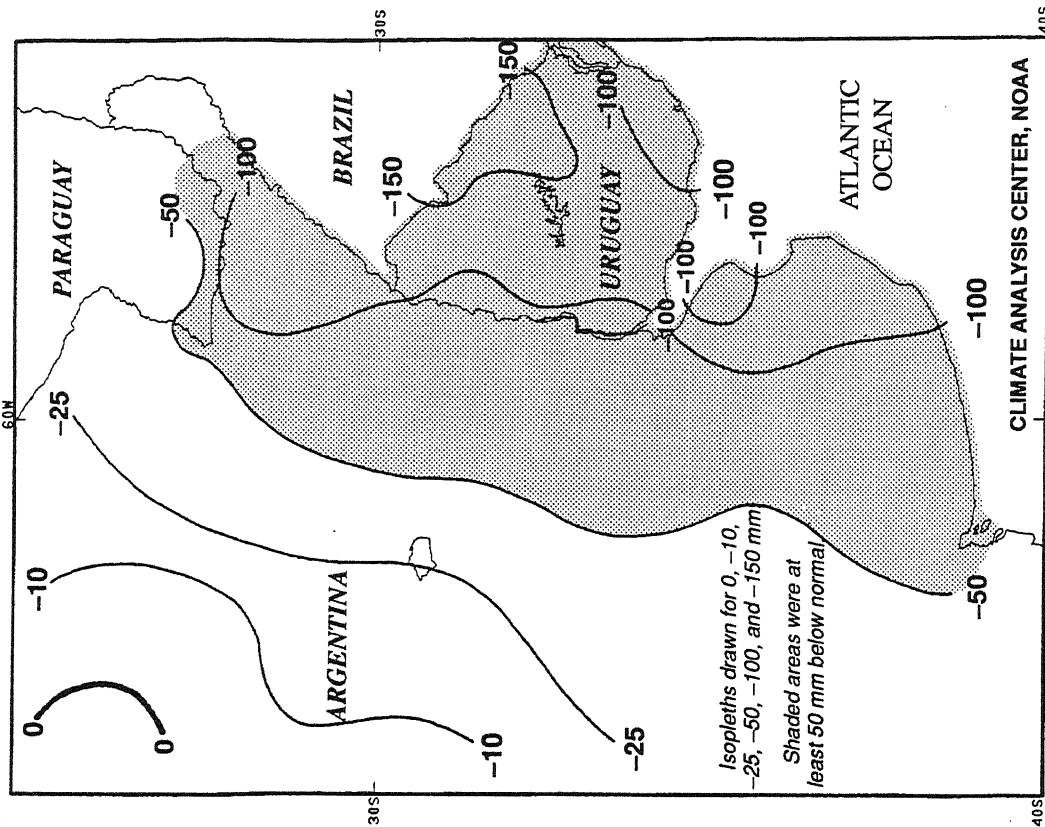 60W
30S
40S
30S
40S
PARAGUAY
BRAZIL
URUGUAY
ARGENTINA
ATLANTIC
OCEAN
0
0
-10
-10
-25
-25
-50
-50
-100
-100
-100
-100
-100
-100
-100
-150
-150
Isopleths drawn for 0, -10,
-25, -50, -100, and -150 mm
Shaded areas were at
least 50 mm below normal
CLIMATE ANALYSIS CENTER, NOAA